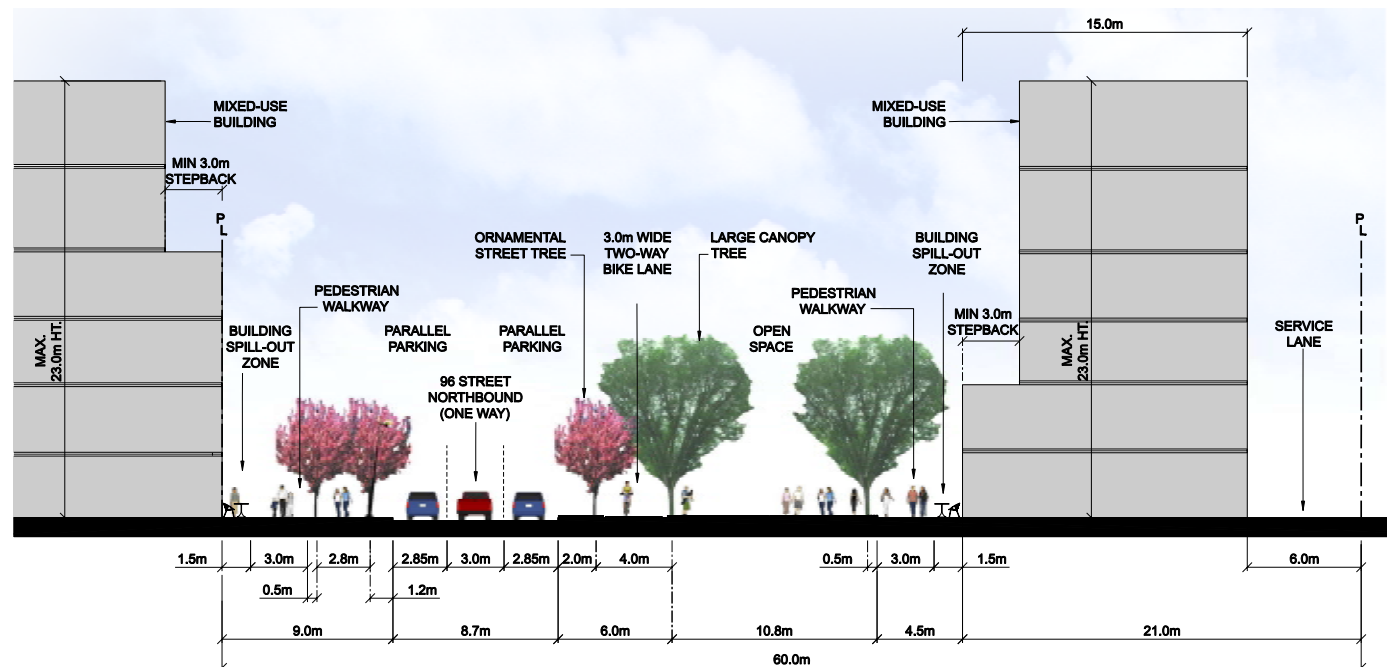 15.0m
MIXED-USE
BUILDING
MIXED-USE
BUILDING
MIN 3.0m
STEPBACK
P
L
P
L
ORNAMENTAL
STREET TREE
3.0m WIDE
TWO-WAY
BIKE LANE
LARGE CANOPY
TREE
BUILDING
SPILL-OUT
ZONE
PEDESTRIAN
WALKWAY
PEDESTRIAN
WALKWAY
MIN 3.0m
STEPBACK
BUILDING
SPILL-OUT
ZONE
PARALLEL
PARKING
PARALLEL
PARKING
OPEN
SPACE
SERVICE
LANE
MAX.
23.0m HT.
MAX.
23.0m HT.
96 STREET
NORTHBOUND
(ONE WAY)
1.5m
3.0m
2.8m
2.85m
3.0m
2.85m
2.0m
4.0m
0.5m
3.0m
1.5m
6.0m
0.5m
1.2m
9.0m
8.7m
6.0m
10.8m
4.5m
21.0m
60.0m